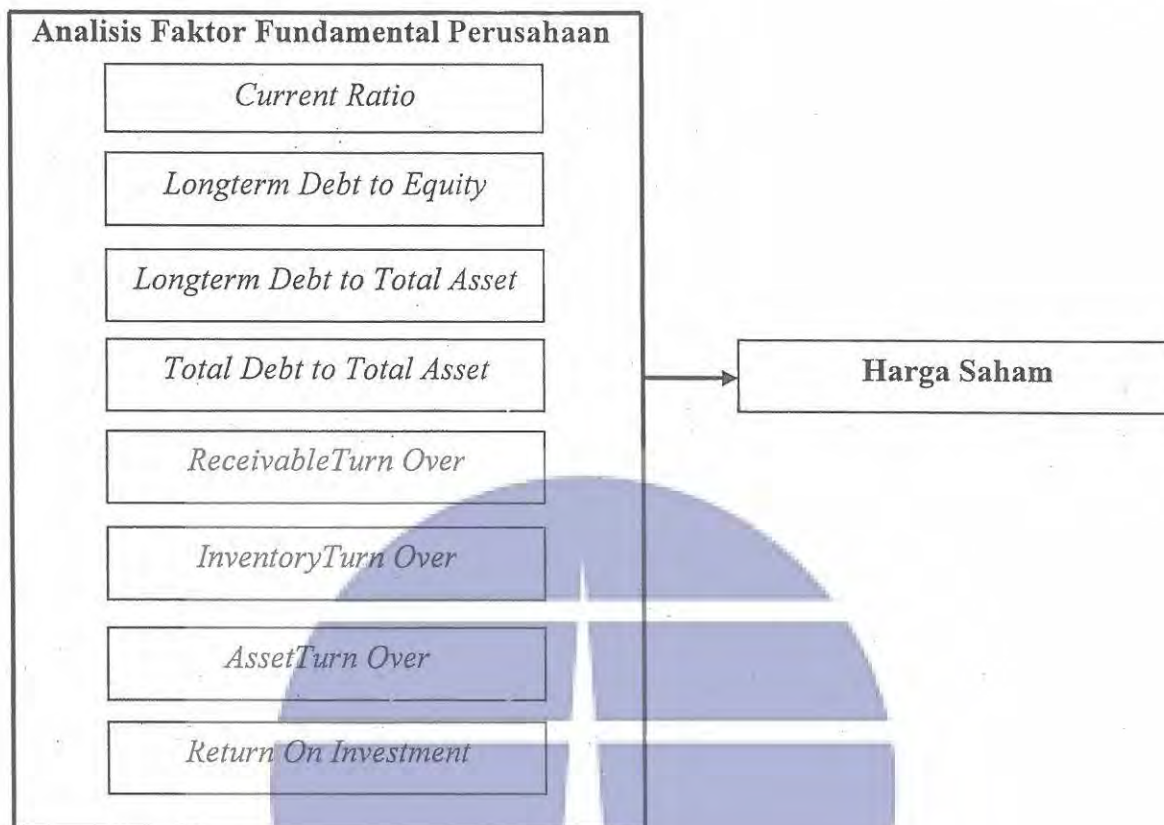 Analisis Faktor Fundamental Perusahaan
Current Ratio
Longterm Debt to Equity
Longterm Debt to Total Asset
Total Debt to Total Asset
ReceivableTurn Over
InventoryTurn Over
AssetTurn Over
Return On Investment
Harga Saham